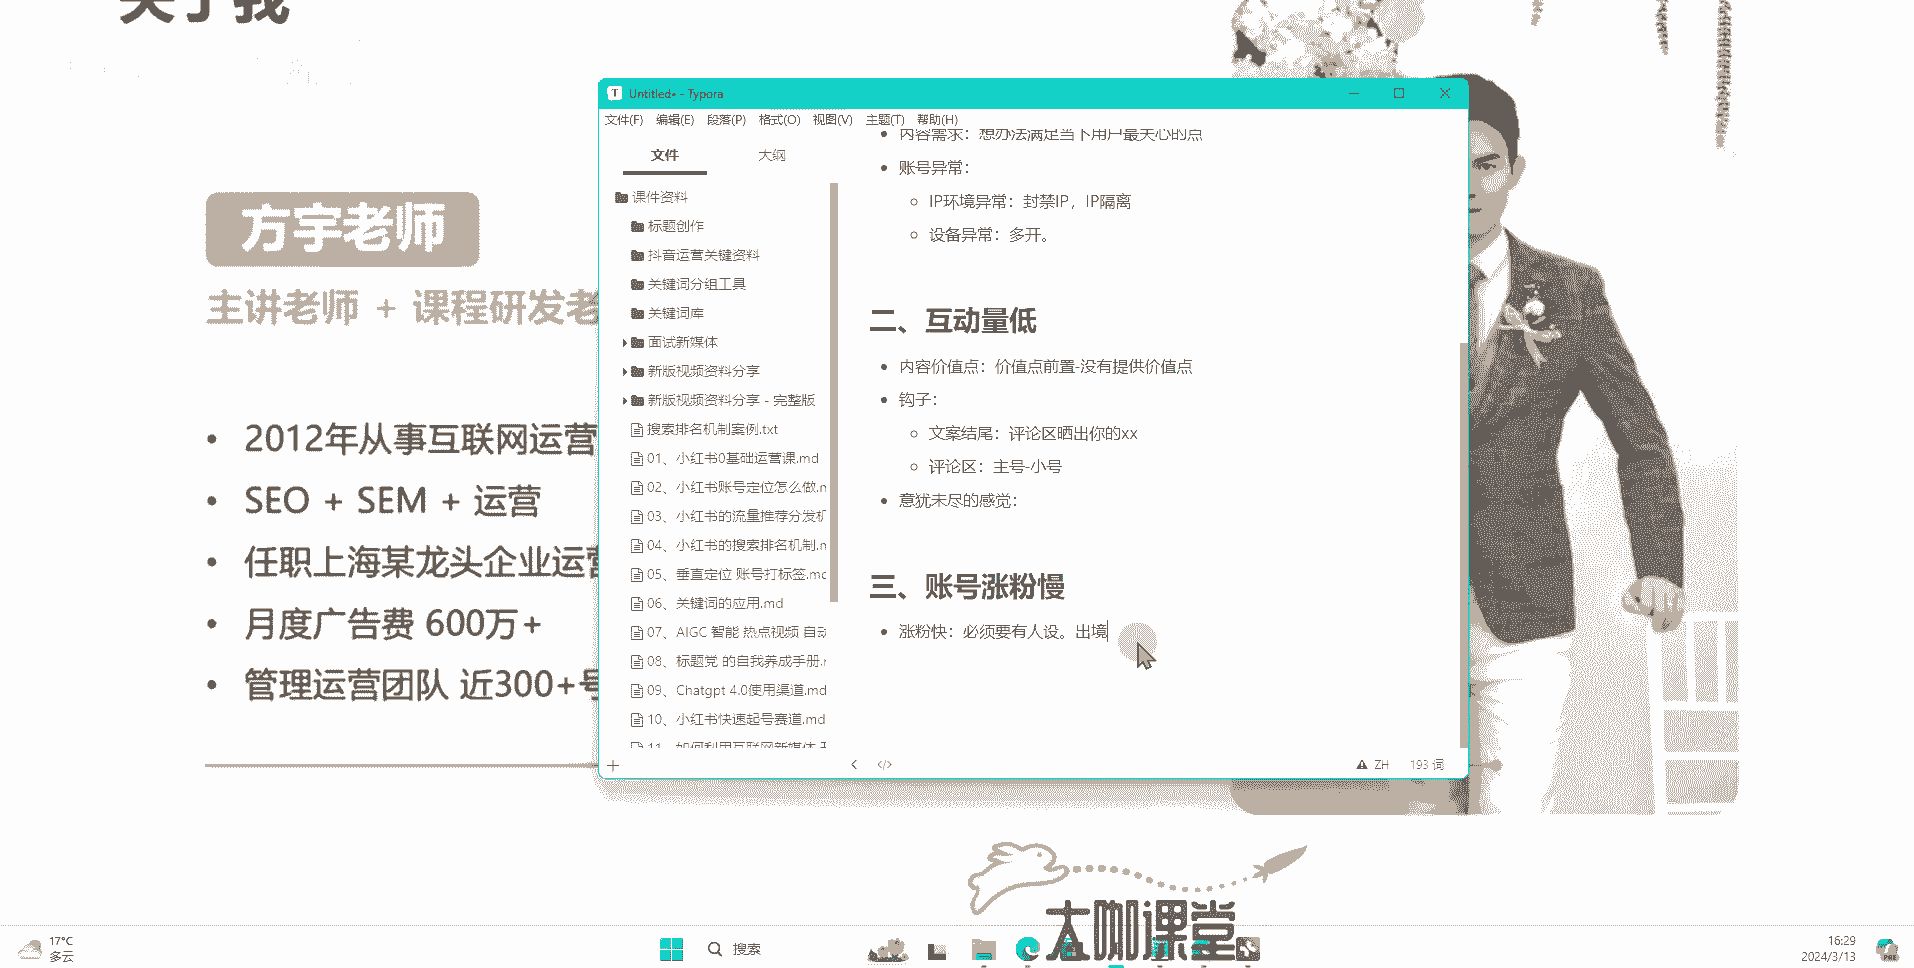 关于我
方宇老师
主讲老师 + 课程研发老
2012年从事互联网运营
SEO + SEM + 运营
任职上海某龙头企业运营
月度广告费 600万+
管理运营团队 近300+号
Untitled• - Typora
文件(F) 编辑(E) 段落(P) 格式(O) 视图(V) 主题(T) 帮助(H)
文件 大纲
课件资料
标题创作
抖音运营关键资料
关键词分组工具
关键词库
面试新媒体
新版视频资料分享
新版视频资料分享 - 完整版
搜索排名机制案例.txt
01、小红书0基础运营课.md
02、小红书账号定位怎么做.m
03、小红书的流量推荐分发机
04、小红书的搜索排名机制.m
05、垂直定位 账号打标签.md
06、关键词的应用.md
07、AIGC 智能 热点视频 自动
08、标题党 的自我养成手册.m
09、Chatgpt 4.0使用渠道.md
10、小红书快速起号赛道.md
11、如何利用互联网新媒体
内容需求：想办法满足当下用户最关心的点
账号异常：
IP环境异常：封禁IP，IP隔离
设备异常：多开。
二、互动量低
内容价值点：价值点前置-没有提供价值点
钩子：
文案结尾：评论区晒出你的xx
评论区：主号-小号
意犹未尽的感觉：
三、账号涨粉慢
涨粉快：必须要有人设。出境
ZH 193 词
大咖课堂
17°C
多云
搜索
16:29
2024/3/13